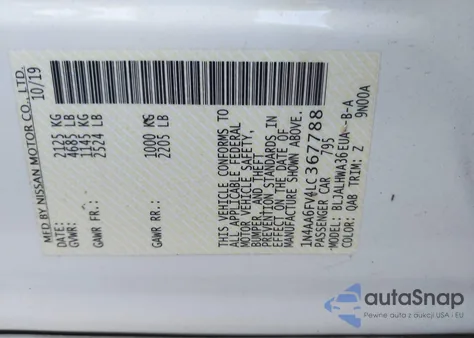 MFD BY NISSAN MOTOR CO., LTD.
DATE: 10/19
GVWR: 2125 KG
4685 LB
GAWR FR: 1145 KG
2524 LB
GAWR RR: 1000 KG
2205 LB
THIS VEHICLE CONFORMS TO
ALL APPLICABLE FEDERAL
MOTOR VEHICLE SAFETY,
BUMPER, AND THEFT
PREVENTION STANDARDS IN
EFFECT ON THE DATE OF
MANUFACTURE SHOWN ABOVE.
1N4AA6FV4LC367788
PASSENGER CAR 795
MODEL: BLJALHWA36EUA--B-A
COLOR: QAB TRIM: Z 9N00A
autoSnap
Pewne auta z aukcji USA - EU